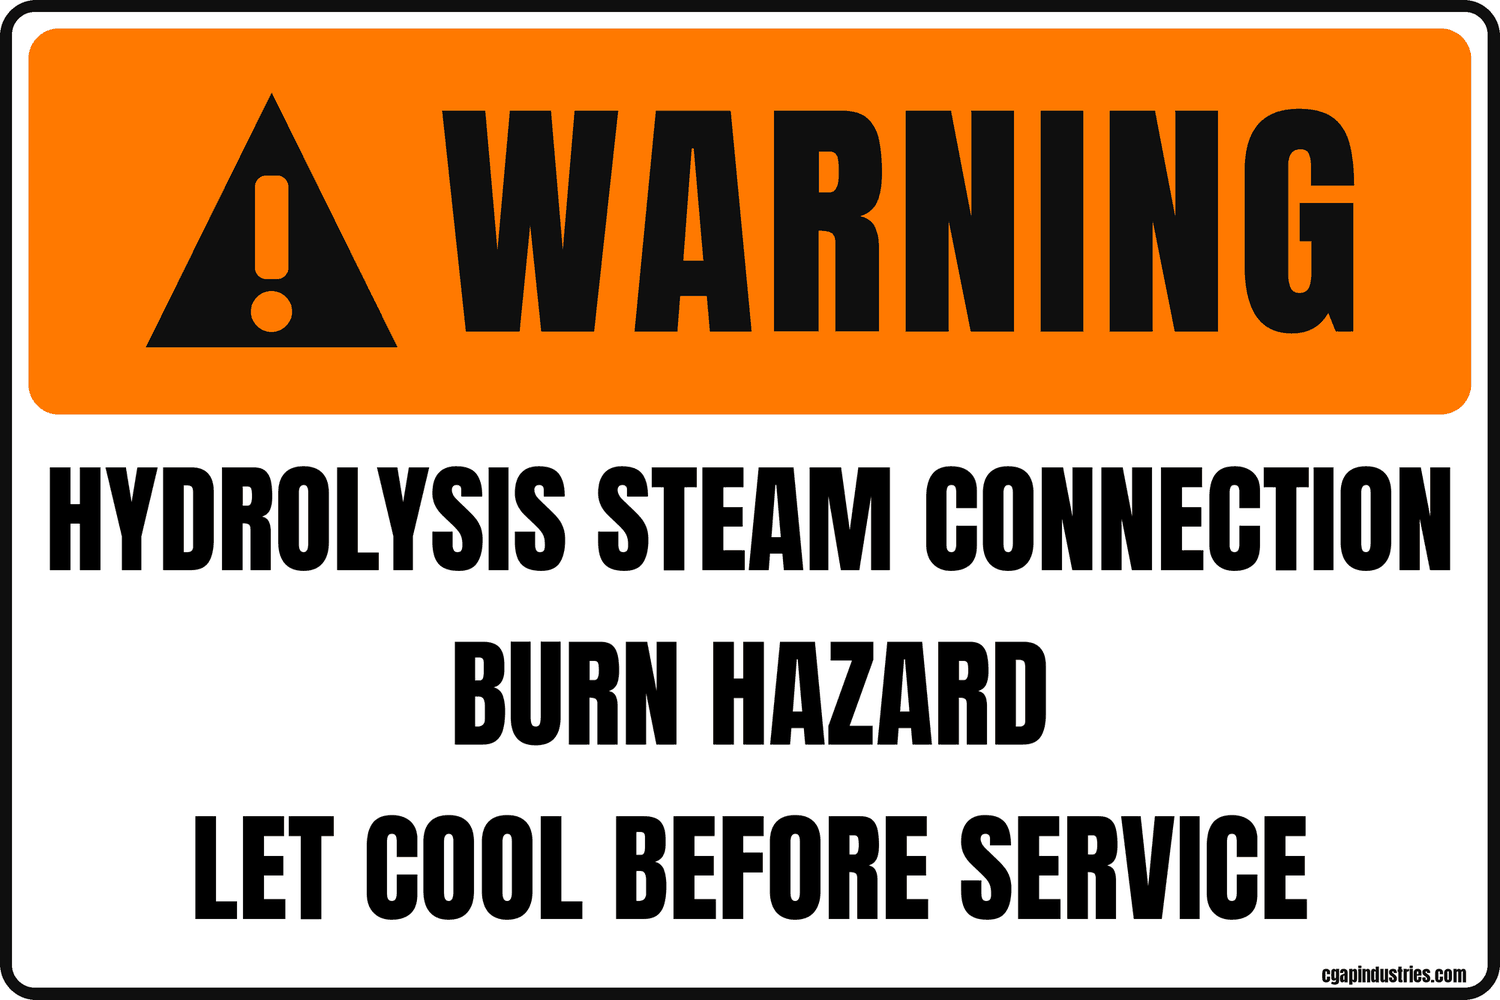 WARNING
HYDROLYSIS STEAM CONNECTION
BURN HAZARD
LET COOL BEFORE SERVICE
cgapindustries.com